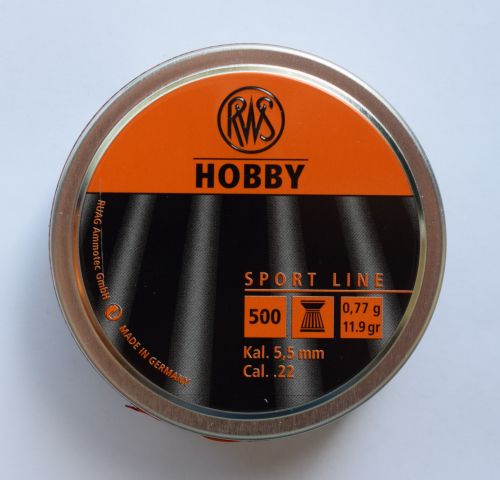 RWS
HOBBY
RUAG Ammotec GmbH
MADE IN GERMANY
SPORT LINE
500
0,77 g
11.9 gr
Kal. 5,5 mm
Cal. .22